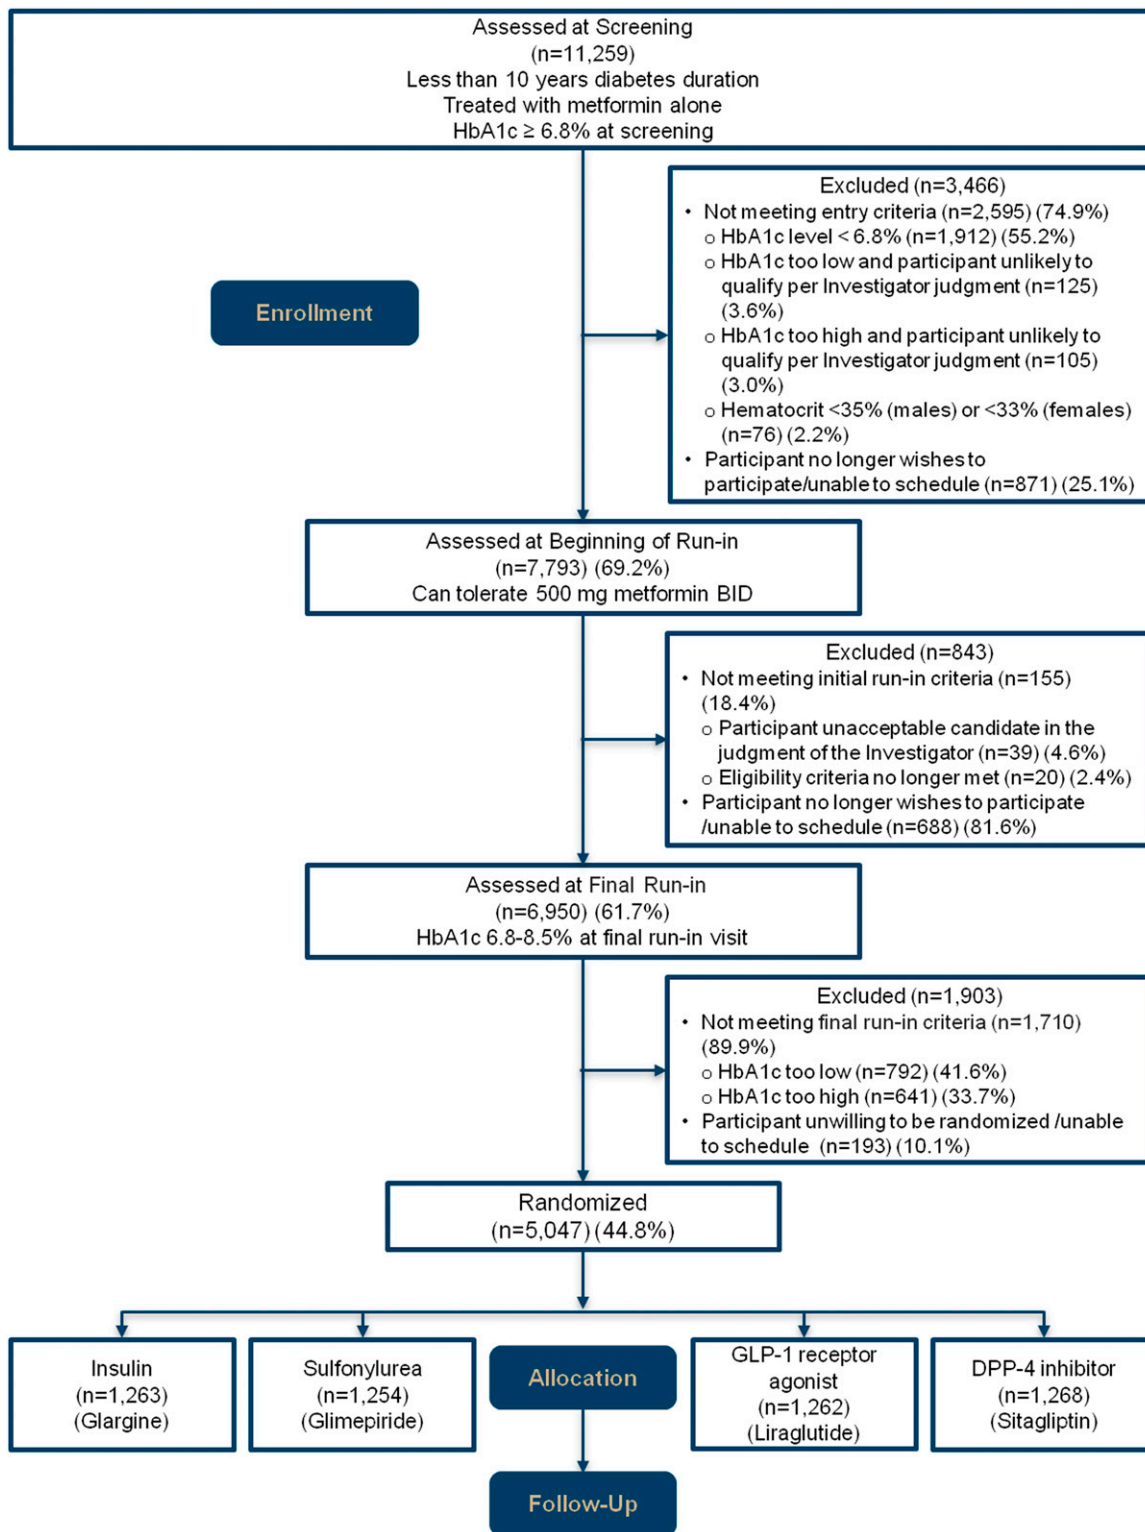 Assessed at Screening
(n=11,259)
Less than 10 years diabetes duration
Treated with metformin alone
HbA1c ≥ 6.8% at screening
Excluded (n=3,466)
• Not meeting entry criteria (n=2,595) (74.9%)
o HbA1c level < 6.8% (n=1,912) (55.2%)
o HbA1c too low and participant unlikely to
qualify per Investigator judgment (n=125)
(3.6%)
o HbA1c too high and participant unlikely to
qualify per Investigator judgment (n=105)
(3.0%)
o Hematocrit <35% (males) or <33% (females)
(n=76) (2.2%)
• Participant no longer wishes to
participate/unable to schedule (n=871) (25.1%)
Enrollment
Assessed at Beginning of Run-in
(n=7,793) (69.2%)
Can tolerate 500 mg metformin BID
Excluded (n=843)
• Not meeting initial run-in criteria (n=155)
(18.4%)
o Participant unacceptable candidate in the
judgment of the Investigator (n=39) (4.6%)
o Eligibility criteria no longer met (n=20) (2.4%)
• Participant no longer wishes to participate
/unable to schedule (n=688) (81.6%)
Assessed at Final Run-in
(n=6,950) (61.7%)
HbA1c 6.8-8.5% at final run-in visit
Excluded (n=1,903)
• Not meeting final run-in criteria (n=1,710)
(89.9%)
o HbA1c too low (n=792) (41.6%)
o HbA1c too high (n=641) (33.7%)
• Participant unwilling to be randomized /unable
to schedule (n=193) (10.1%)
Randomized
(n=5,047) (44.8%)
Insulin
(n=1,263)
(Glargine)
Sulfonylurea
(n=1,254)
(Glimepiride)
Allocation
GLP-1 receptor
agonist
(n=1,262)
(Liraglutide)
DPP-4 inhibitor
(n=1,268)
(Sitagliptin)
Follow-Up